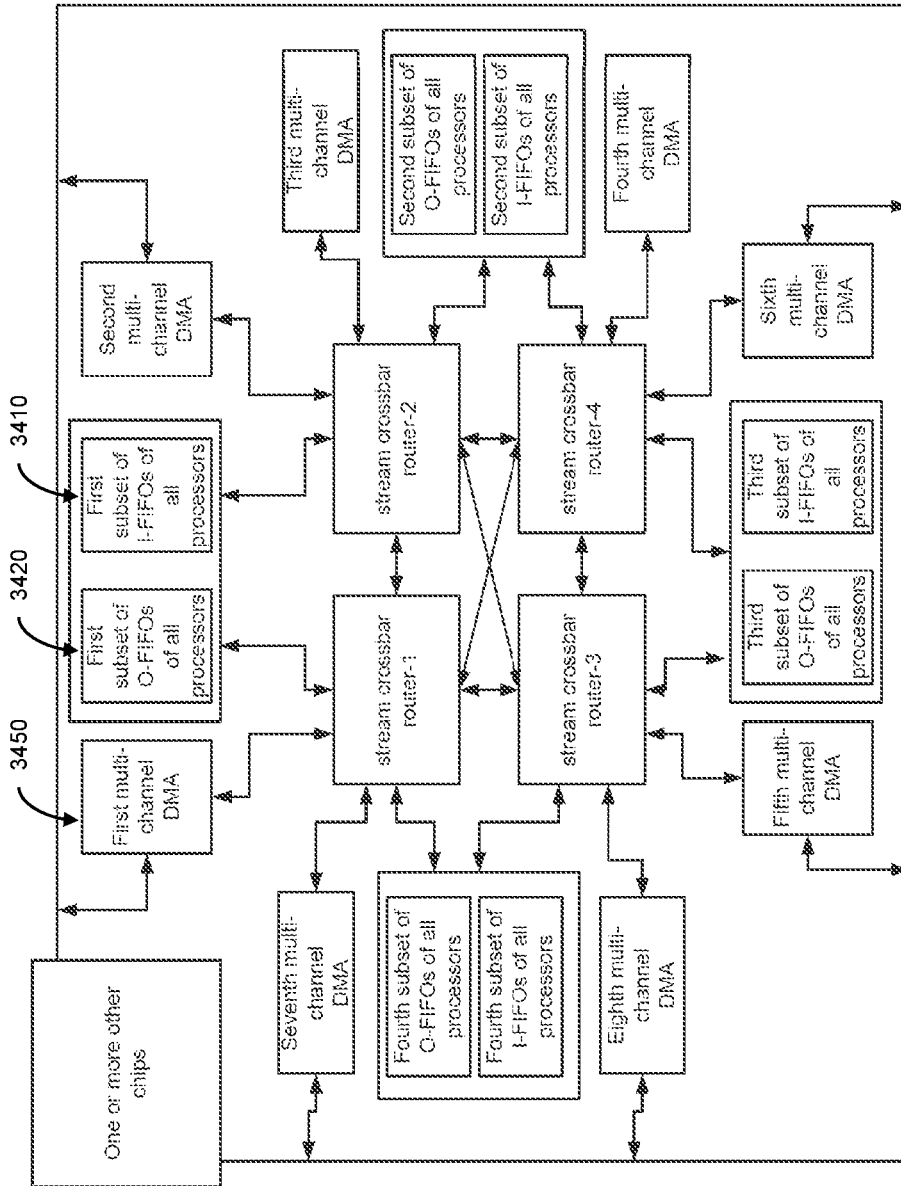 One or more other
chips
3450
3420
3410
First multi-
channel
DMA
First
subset of
O-FIFOs
of all
processors
First
subset of
I-FIFOs of
all
processors
Second
multi-
channel
DMA
Seventh multi-
channel
DMA
stream crossbar
router-1
stream crossbar
router-2
Third multi-
channel
DMA
Fourth subset of
O-FIFOs of all
processors
Fourth subset of
I-FIFOs of all
processors
Second subset of
O-FIFOs of all
processors
Second subset of
I-FIFOs of all
processors
Eighth multi-
channel
DMA
stream crossbar
router-3
stream crossbar
router-4
Fourth multi-
channel
DMA
Fifth multi-
channel
DMA
Third
subset of
O-FIFOs
of all
processors
Third
subset of
I-FIFOs of
all
processors
Sixth
multi-
channel
DMA